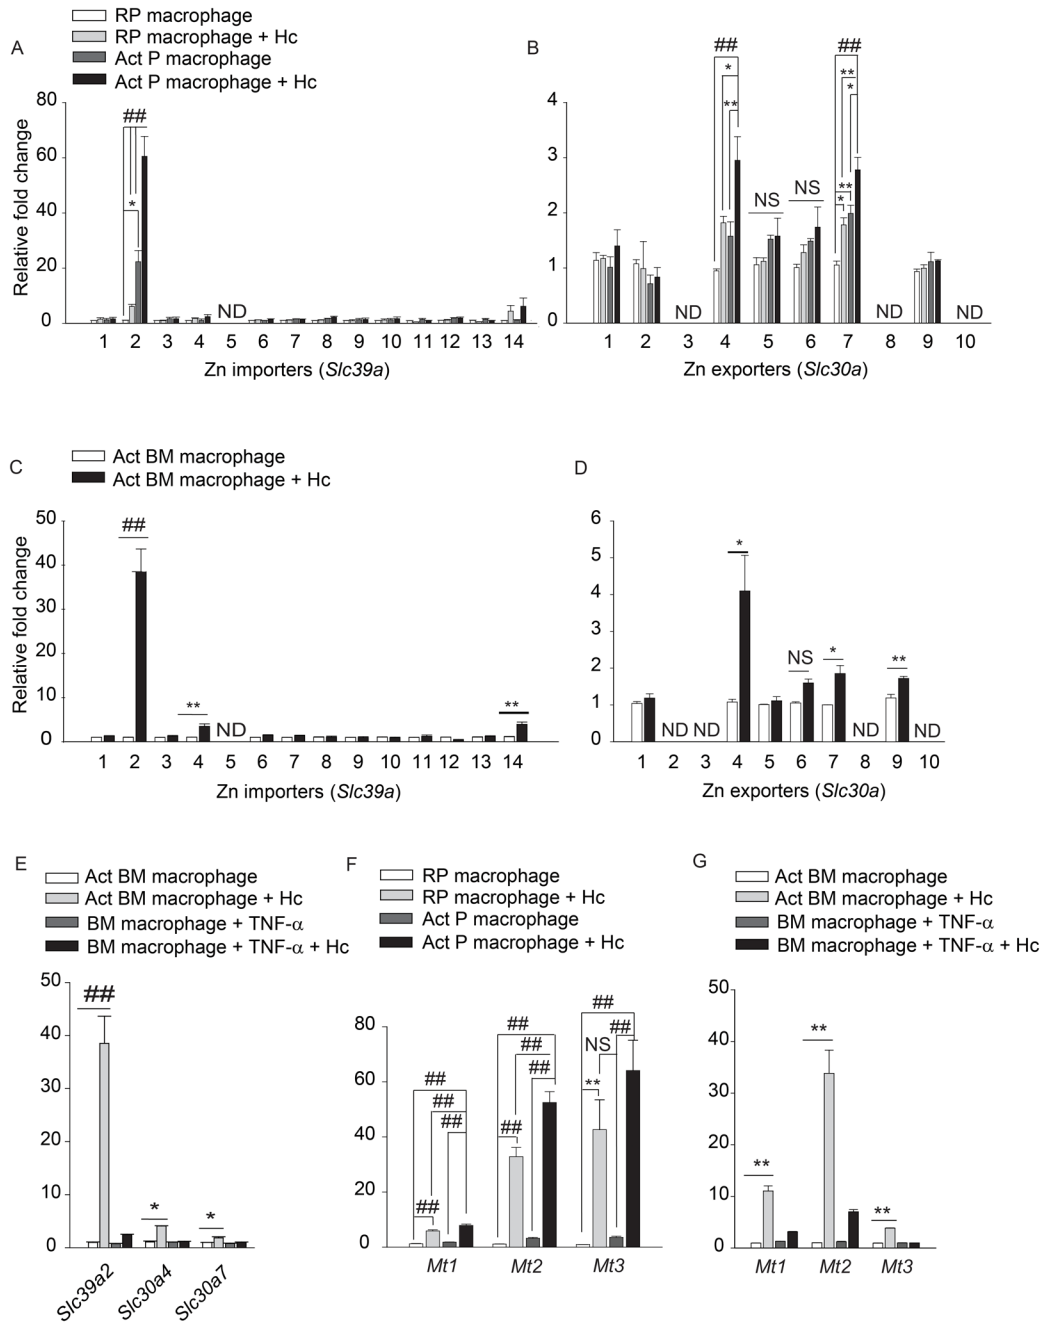 RP macrophage
RP macrophage + Hc
Act P macrophage
Act P macrophage + Hc
A
B
Relative fold change
80
60
40
20
0
##
*
ND
1 2 3 4 5 6 7 8 9 10 11 12 13 14
Zn importers (Slc39a)
4
3
2
1
0
##
*
**
NS
NS
##
**
*
**
*
ND
ND
ND
1 2 3 4 5 6 7 8 9 10
Zn exporters (Slc30a)
C
Act BM macrophage
Act BM macrophage + Hc
D
Relative fold change
50
40
30
20
10
0
##
**
ND
**
1 2 3 4 5 6 7 8 9 10 11 12 13 14
Zn importers (Slc39a)
6
5
4
3
2
1
0
*
NS
*
**
ND ND
ND
ND
1 2 3 4 5 6 7 8 9 10
Zn exporters (Slc30a)
E
Act BM macrophage
Act BM macrophage + Hc
BM macrophage + TNF-α
BM macrophage + TNF-α + Hc
50
40
30
20
10
0
##
*
*
Slc39a2
Slc30a4
Slc30a7
F
RP macrophage
RP macrophage + Hc
Act P macrophage
Act P macrophage + Hc
80
60
40
20
0
##
##
##
##
##
##
##
##
##
##
NS
**
Mt1
Mt2
Mt3
G
Act BM macrophage
Act BM macrophage + Hc
BM macrophage + TNF-α
BM macrophage + TNF-α + Hc
50
40
30
20
10
0
**
**
**
Mt1
Mt2
Mt3